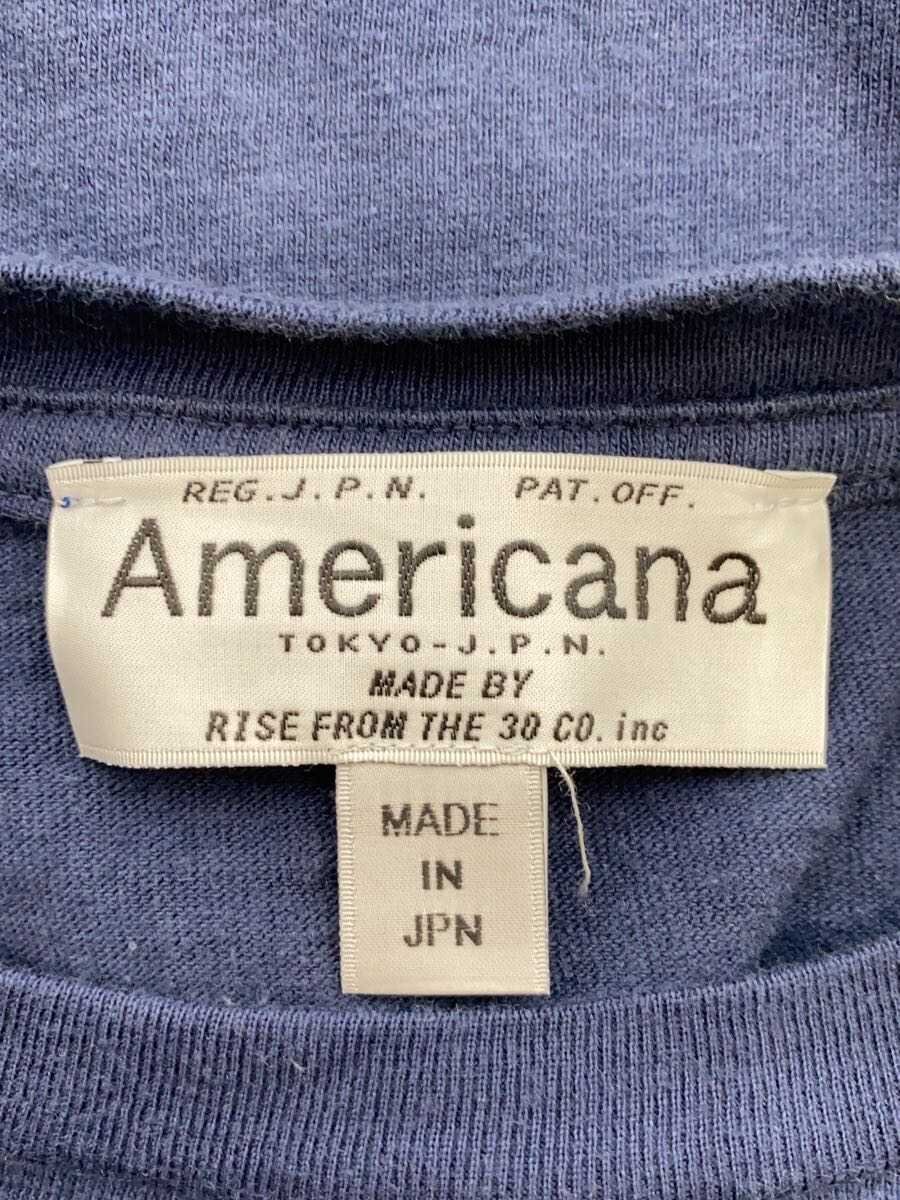 REG.J.P.N. PAT.OFF.
Americana
TOKYO-J.P.N.
MADE BY
RISE FROM THE 30 CO.inc
MADE
IN
JPN